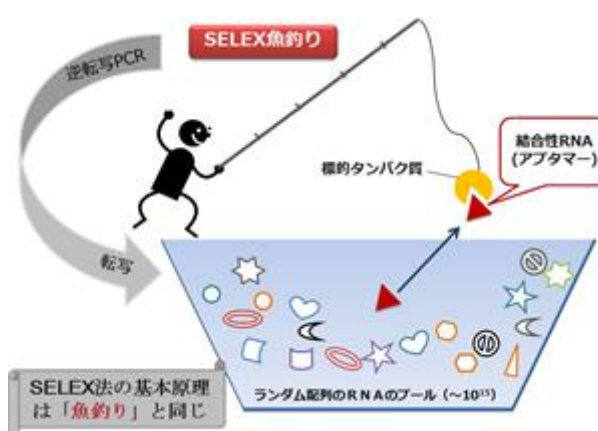 SELEX魚釣り
逆転写PCR
結合性RNA
(アプタマー)
標的タンパク質
転写
SELEX法の基本原理
は「魚釣り」と同じ
ランダム配列のRNAのプール（～10¹⁵）